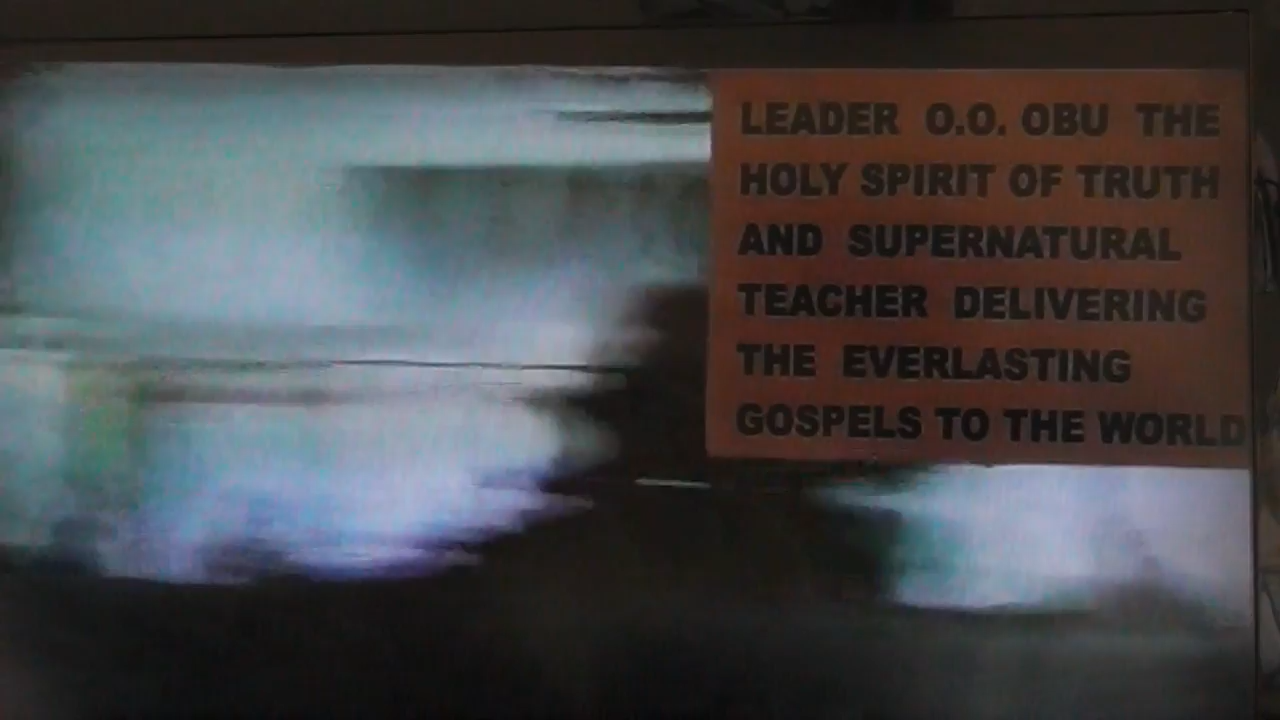 LEADER O.O. OBU THE
HOLY SPIRIT OF TRUTH
AND SUPERNATURAL
TEACHER DELIVERING
THE EVERLASTING
GOSPELS TO THE WORLD